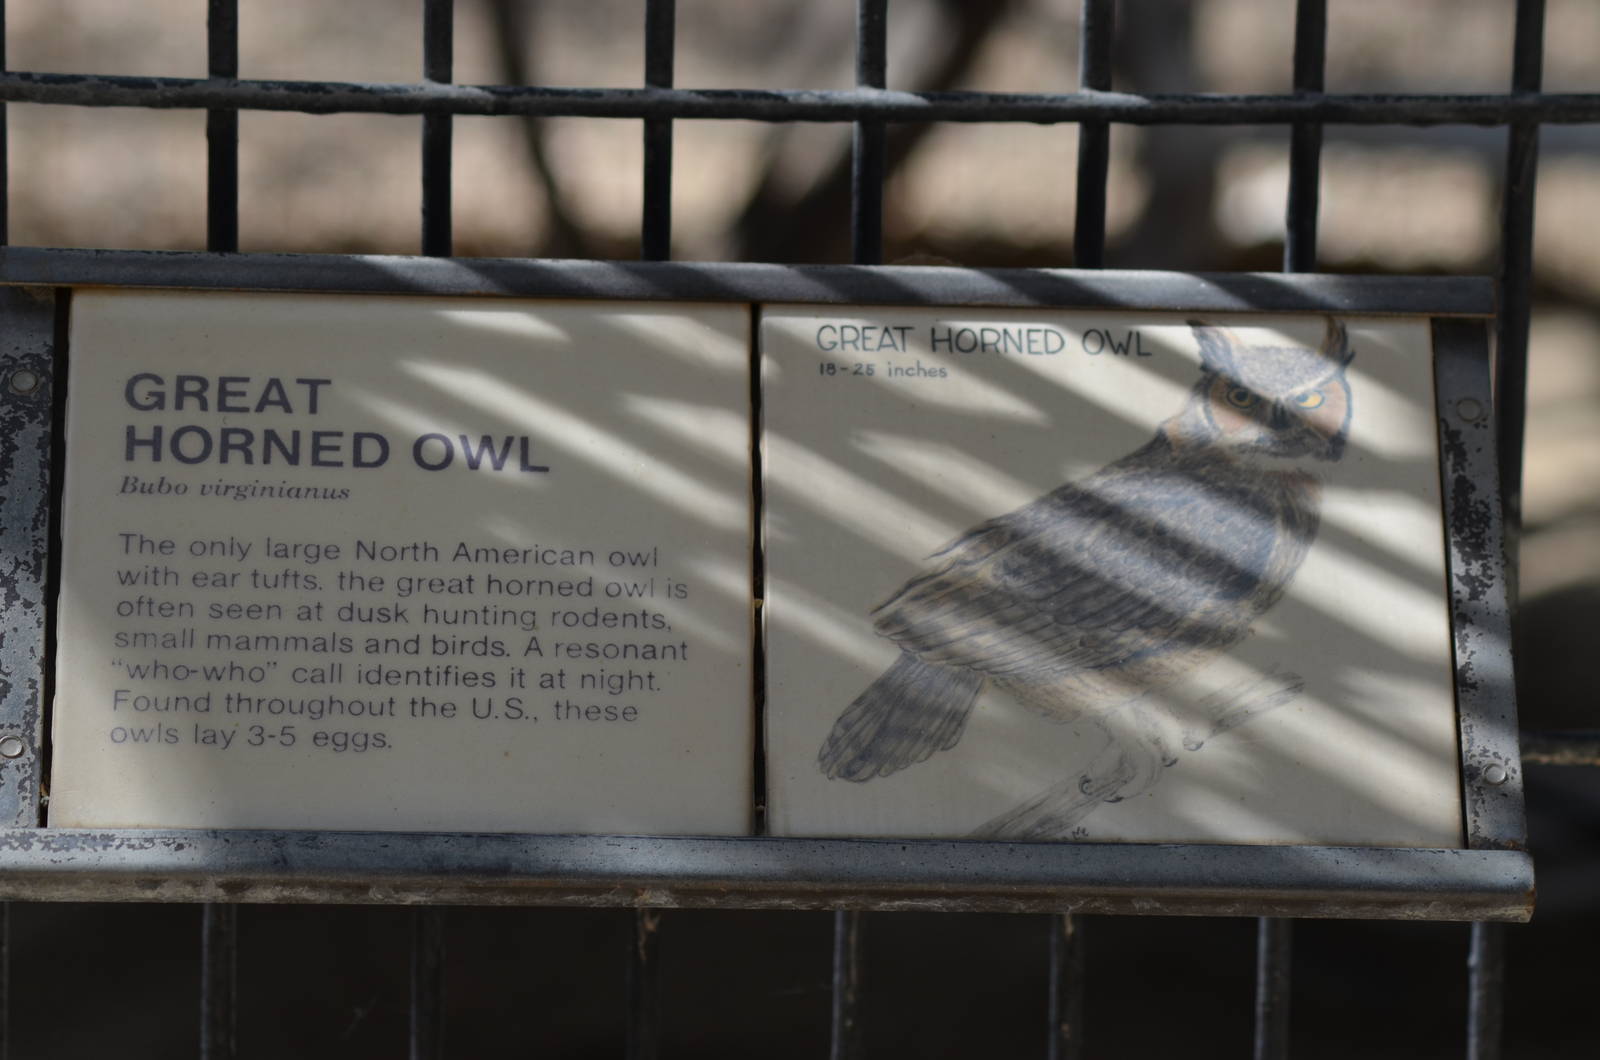 GREAT
HORNED OWL
Bubo virginianus
The only large North American owl
with ear tufts. the great horned owl is
often seen at dusk hunting rodents,
small mammals and birds. A resonant
“who-who” call identifies it at night.
Found throughout the U.S., these
owls lay 3-5 eggs.
GREAT HORNED OWL
18-25 inches